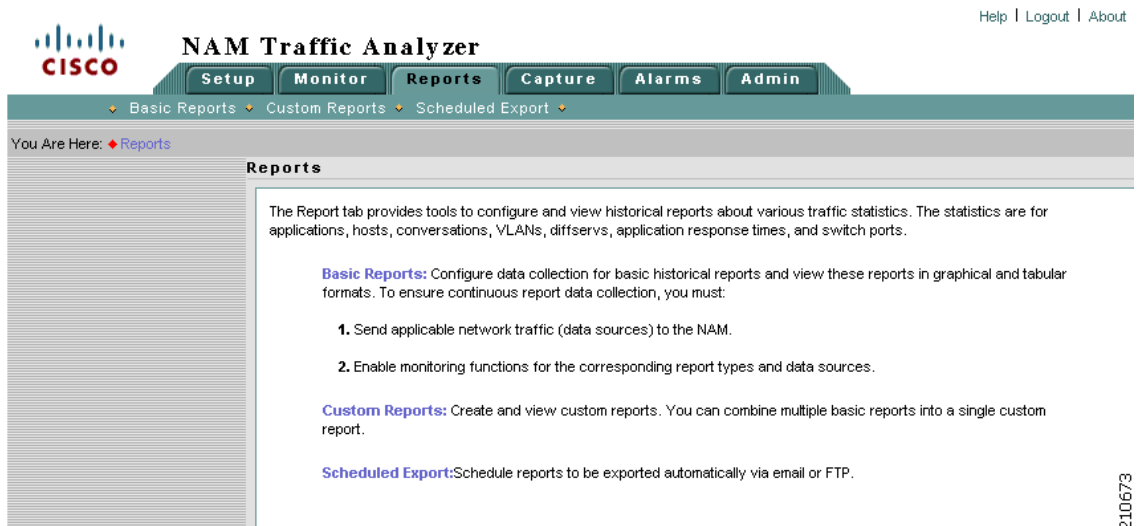 Help | Logout | About
CISCO
NAM Traffic Analyzer
Setup Monitor Reports Capture Alarms Admin
Basic Reports Custom Reports Scheduled Export
You Are Here: Reports
Reports
The Report tab provides tools to configure and view historical reports about various traffic statistics. The statistics are for
applications, hosts, conversations, VLANs, diffservs, application response times, and switch ports.
Basic Reports: Configure data collection for basic historical reports and view these reports in graphical and tabular
formats. To ensure continuous report data collection, you must:
1. Send applicable network traffic (data sources) to the NAM.
2. Enable monitoring functions for the corresponding report types and data sources.
Custom Reports: Create and view custom reports. You can combine multiple basic reports into a single custom
report.
Scheduled Export:Schedule reports to be exported automatically via email or FTP.
210673